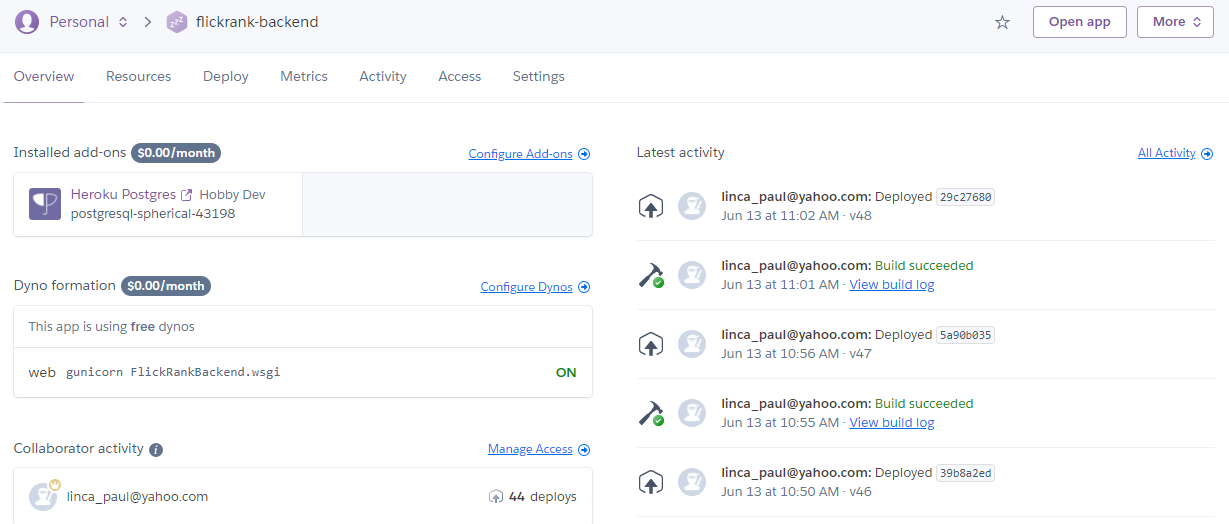 Personal > flickrank-backend
Open app
More
Overview Resources Deploy Metrics Activity Access Settings
Installed add-ons $0.00/month
Configure Add-ons
Heroku Postgres Hobby Dev
postgresql-spherical-43198
Dyno formation $0.00/month
Configure Dynos
This app is using free dynos
web gunicorn FlickRankBackend.wsgi ON
Collaborator activity i
Manage Access
linca_paul@yahoo.com 44 deploys
Latest activity
All Activity
linca_paul@yahoo.com: Deployed 29c27680
Jun 13 at 11:02 AM · v48
linca_paul@yahoo.com: Build succeeded
Jun 13 at 11:01 AM · View build log
linca_paul@yahoo.com: Deployed 5a90b035
Jun 13 at 10:56 AM · v47
linca_paul@yahoo.com: Build succeeded
Jun 13 at 10:55 AM · View build log
linca_paul@yahoo.com: Deployed 39b8a2ed
Jun 13 at 10:50 AM · v46